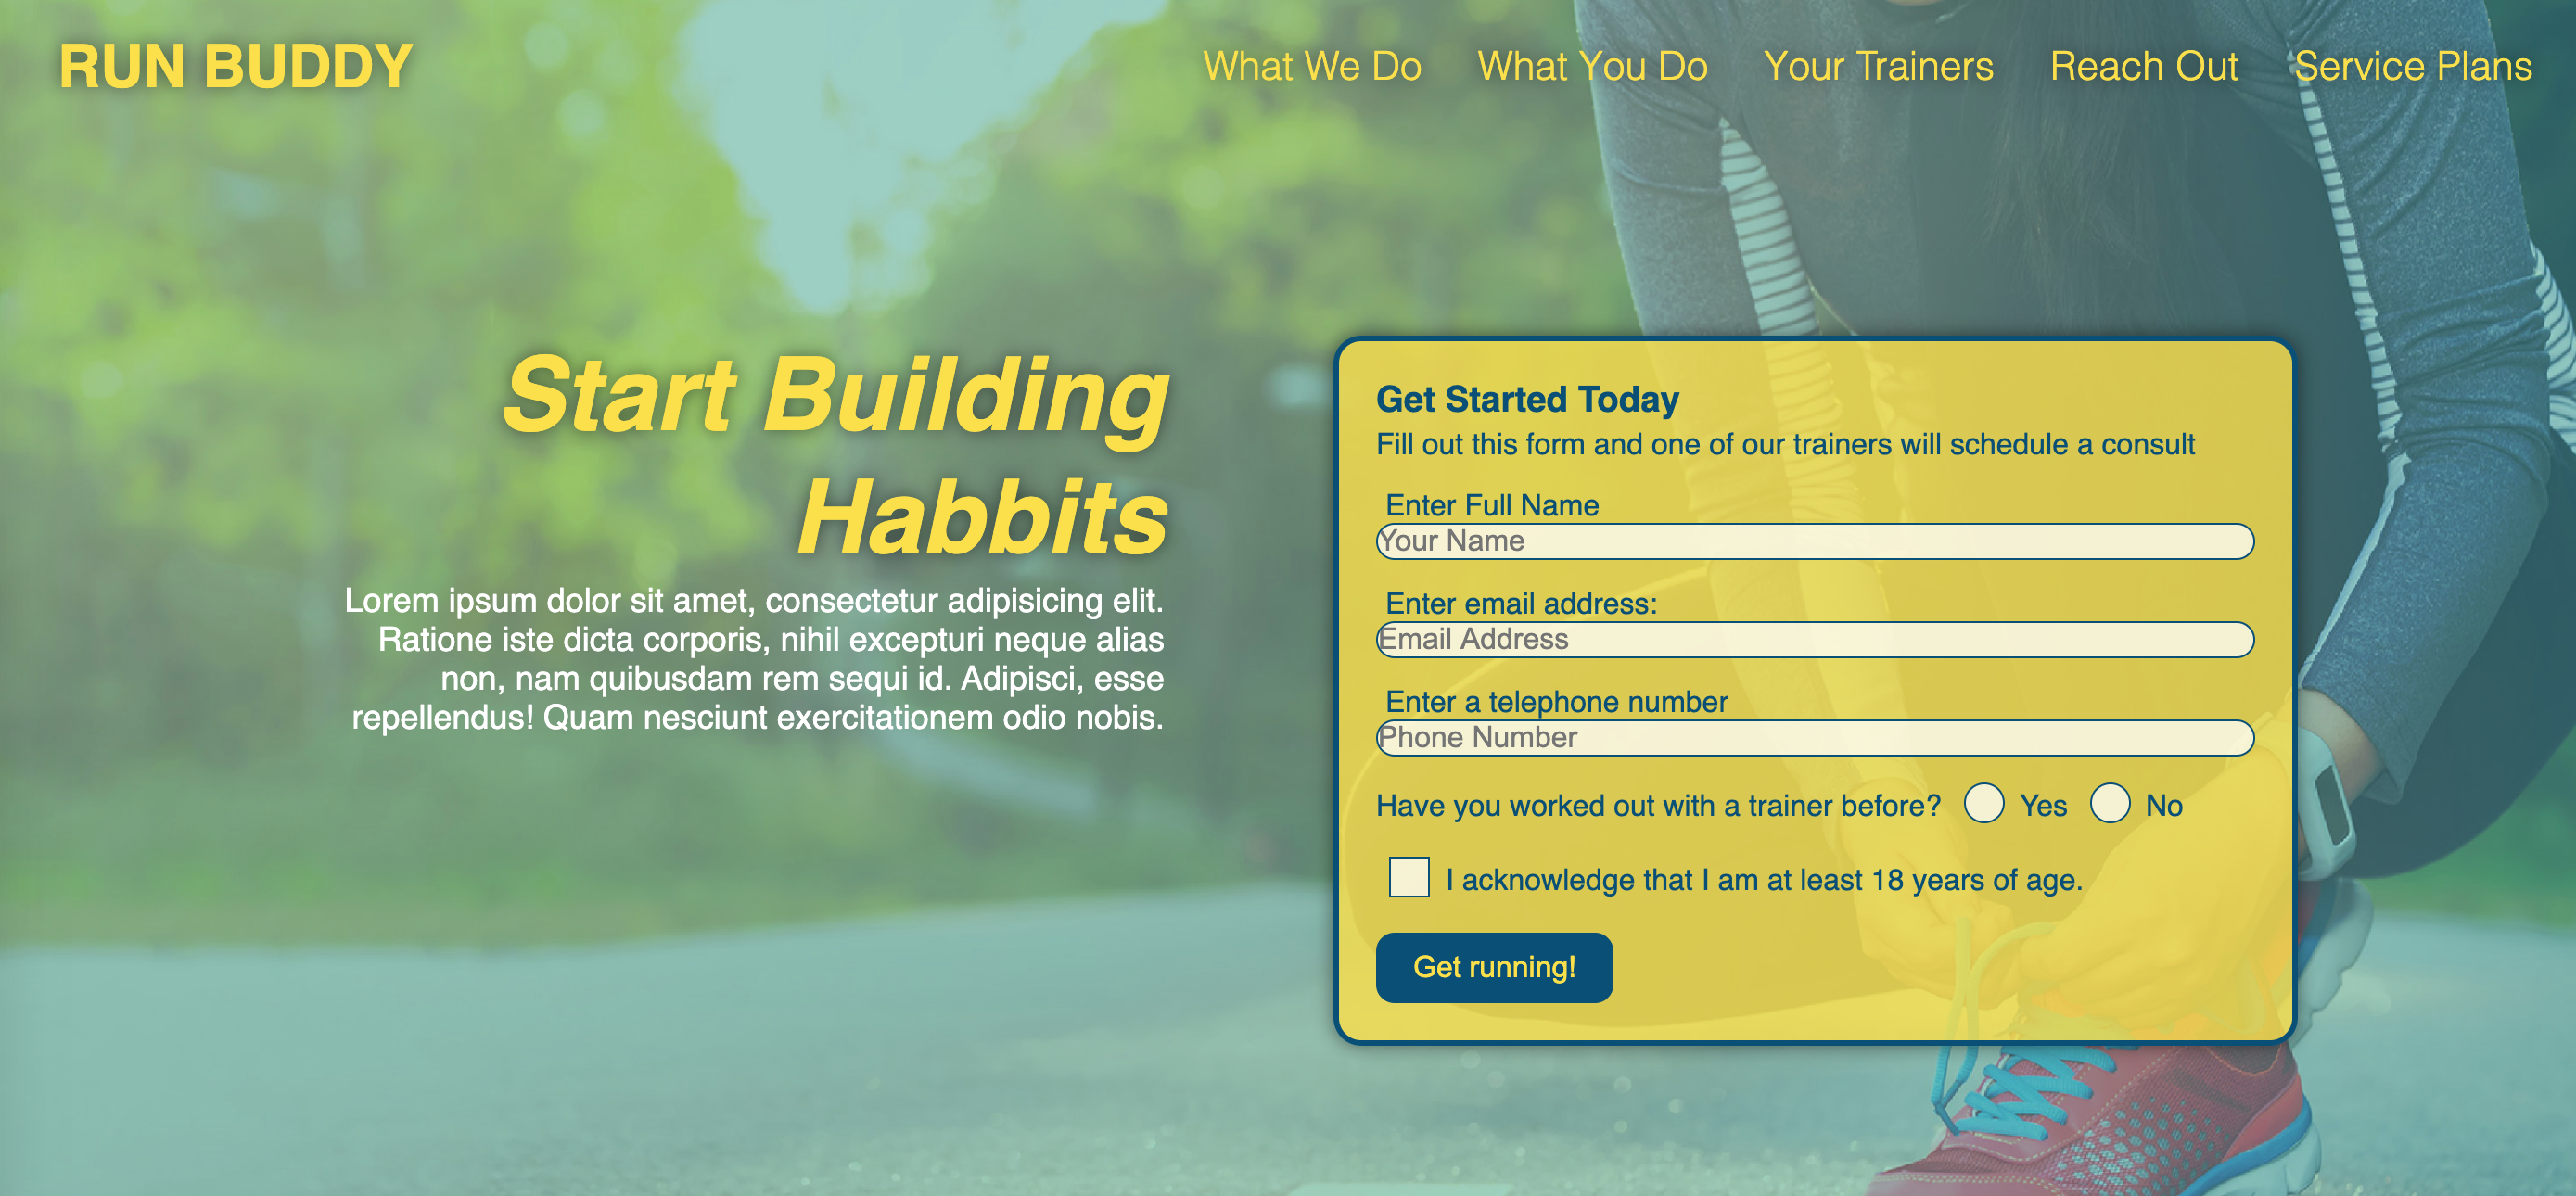 RUN BUDDY
What We Do What You Do Your Trainers Reach Out Service Plans
Start Building
Habbits
Lorem ipsum dolor sit amet, consectetur adipisicing elit.
Ratione iste dicta corporis, nihil excepturi neque alias
non, nam quibusdam rem sequi id. Adipisci, esse
repellendus! Quam nesciunt exercitationem odio nobis.
Get Started Today
Fill out this form and one of our trainers will schedule a consult
Enter Full Name
Your Name
Enter email address:
Email Address
Enter a telephone number
Phone Number
Have you worked out with a trainer before? Yes No
I acknowledge that I am at least 18 years of age.
Get running!